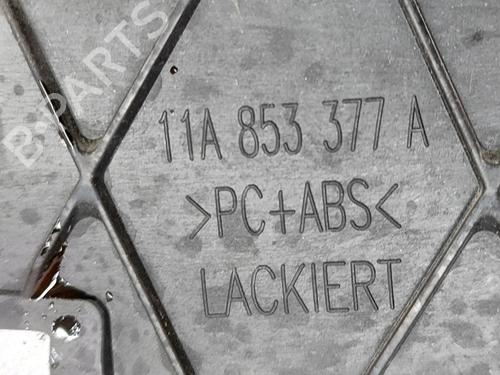 B-PARTS
11A 853 377 A
>PC+ABS<
LACKIERT